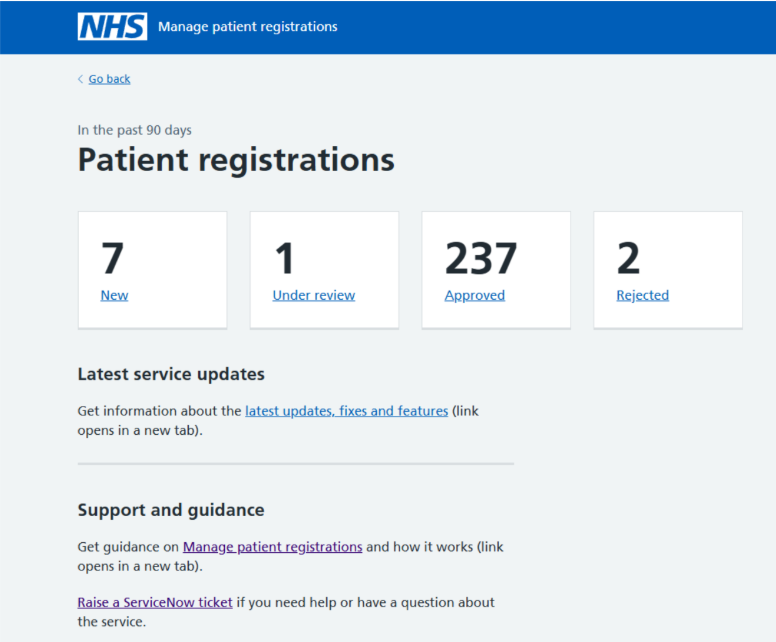 NHS Manage patient registrations
Go back
In the past 90 days
Patient registrations
7
New
1
Under review
237
Approved
2
Rejected
Latest service updates
Get information about the latest updates, fixes and features (link
opens in a new tab).
Support and guidance
Get guidance on Manage patient registrations and how it works (link
opens in a new tab).
Raise a ServiceNow ticket if you need help or have a question about
the service.